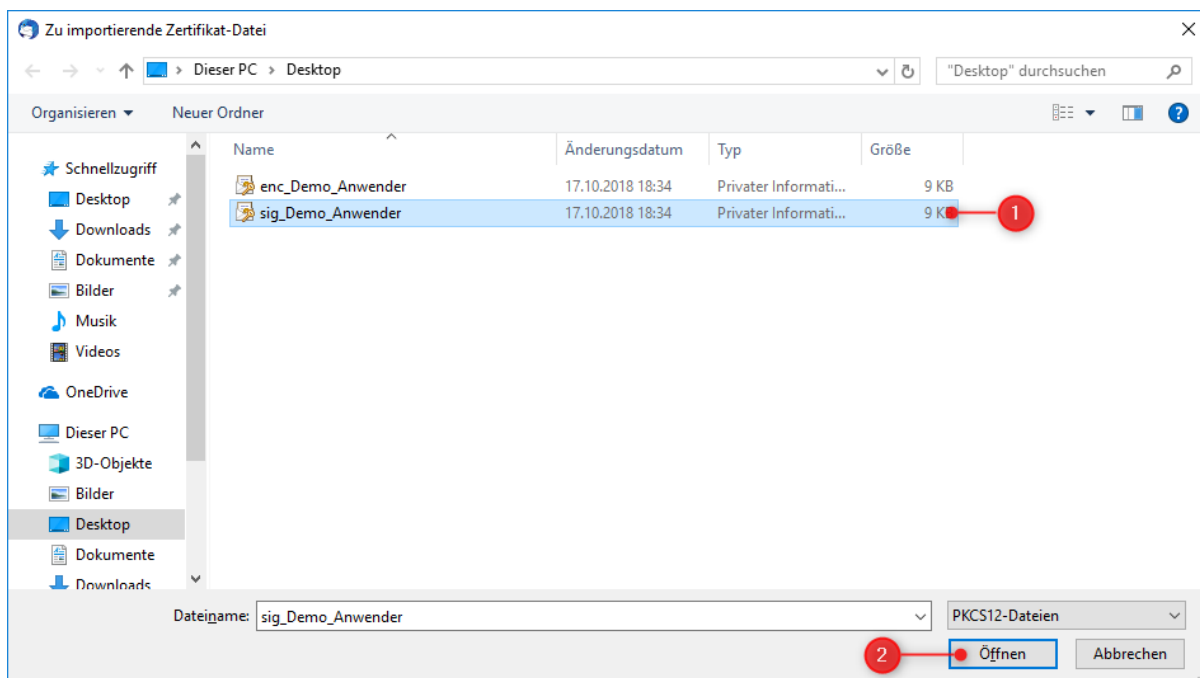 Zu importierende Zertifikat-Datei
Dieser PC > Desktop
"Desktop" durchsuchen
Organisieren
Neuer Ordner
Name Änderungsdatum Typ Größe
enc_Demo_Anwender 17.10.2018 18:34 Privater Informati... 9 KB
sig_Demo_Anwender 17.10.2018 18:34 Privater Informati... 9 KB
1
Schnellzugriff
Desktop
Downloads
Dokumente
Bilder
Musik
Videos
OneDrive
Dieser PC
3D-Objekte
Bilder
Desktop
Dokumente
Downloads
Dateiname: sig_Demo_Anwender
PKCS12-Dateien
2
Öffnen
Abbrechen